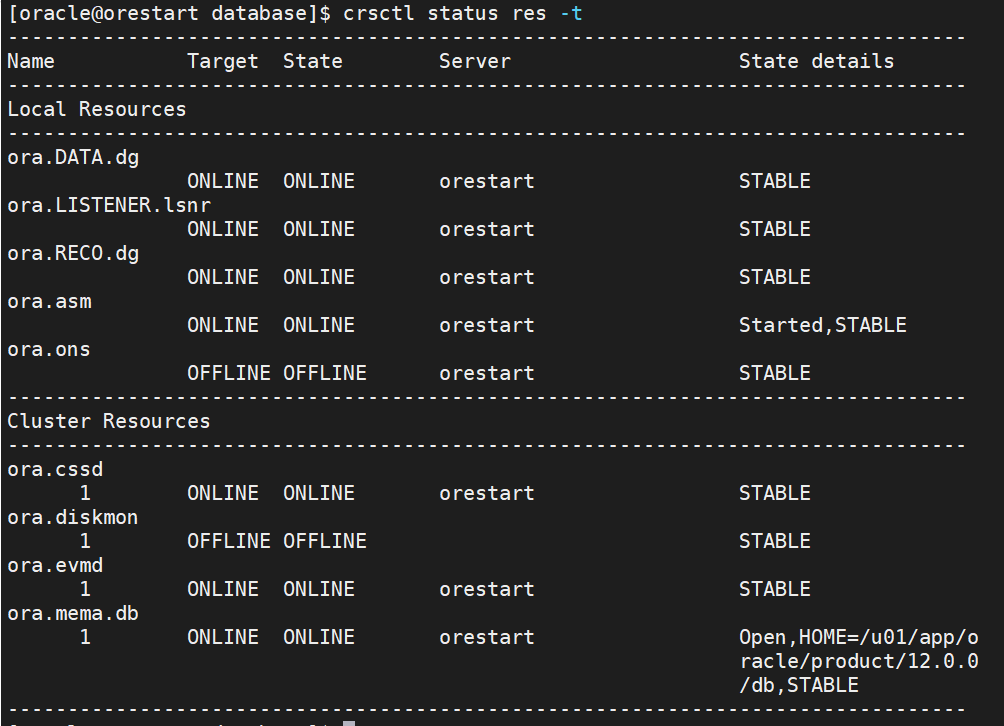 [oracle@orestart database]$ crsctl status res -t
--------------------------------------------------------------------------------
Name           Target  State        Server                   State details
--------------------------------------------------------------------------------
Local Resources
--------------------------------------------------------------------------------
ora.DATA.dg
               ONLINE  ONLINE       orestart                 STABLE
ora.LISTENER.lsnr
               ONLINE  ONLINE       orestart                 STABLE
ora.RECO.dg
               ONLINE  ONLINE       orestart                 STABLE
ora.asm
               ONLINE  ONLINE       orestart                 Started,STABLE
ora.ons
               OFFLINE OFFLINE      orestart                 STABLE
--------------------------------------------------------------------------------
Cluster Resources
--------------------------------------------------------------------------------
ora.cssd
      1        ONLINE  ONLINE       orestart                 STABLE
ora.diskmon
      1        OFFLINE OFFLINE                               STABLE
ora.evmd
      1        ONLINE  ONLINE       orestart                 STABLE
ora.mema.db
      1        ONLINE  ONLINE       orestart                 Open,HOME=/u01/app/o
                                                             racle/product/12.0.0
                                                             /db,STABLE
--------------------------------------------------------------------------------